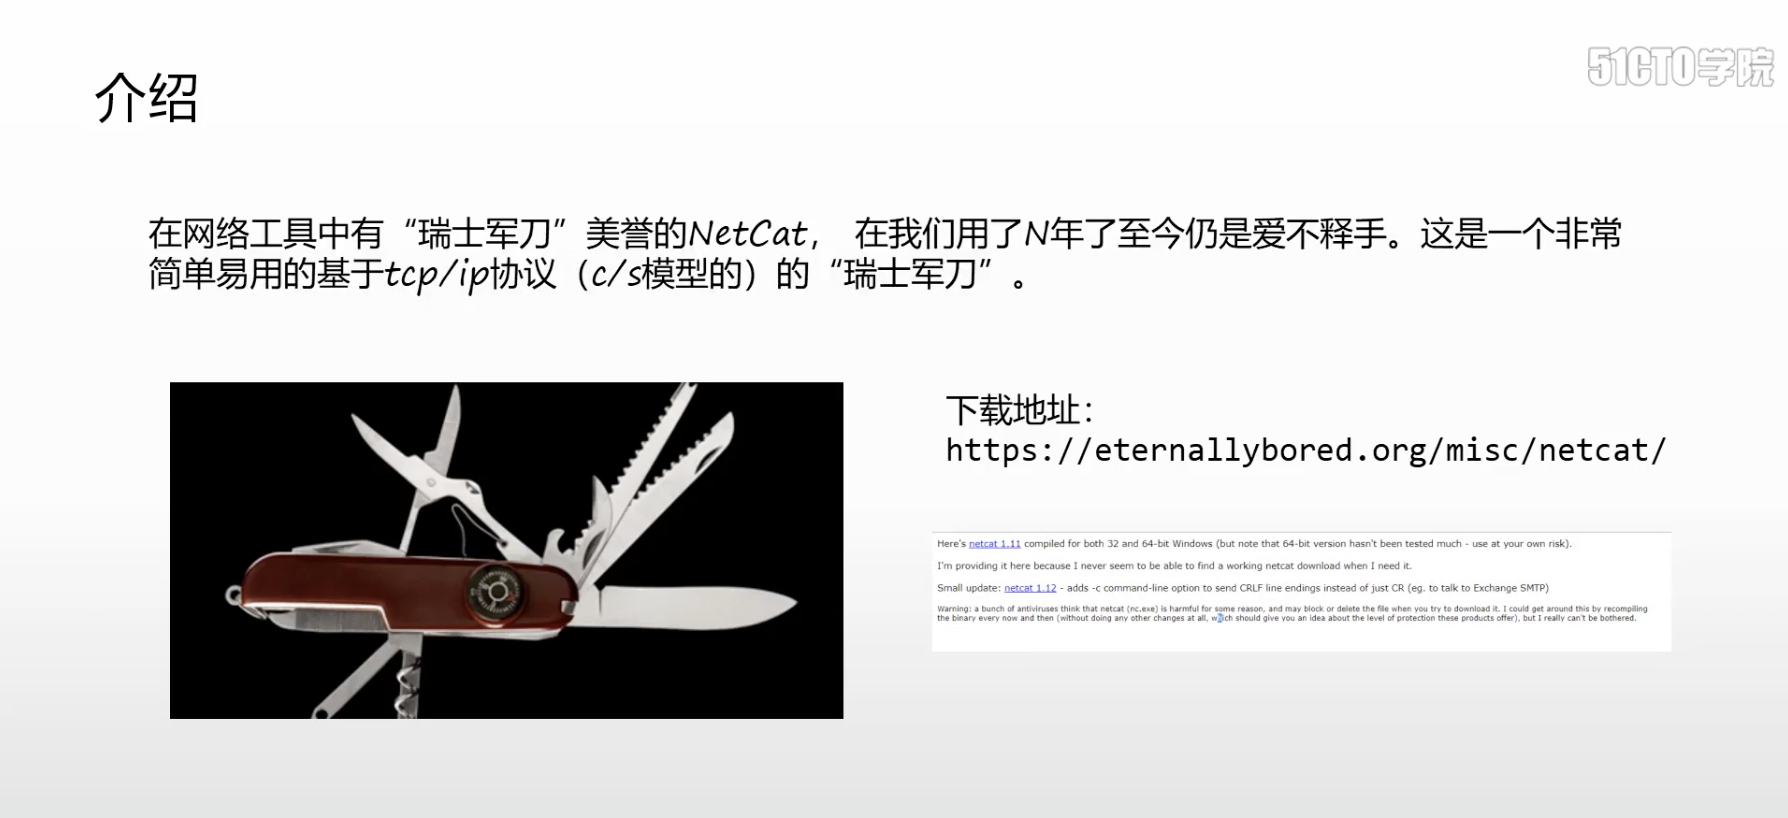 介绍
51CTO学院
在网络工具中有“瑞士军刀”美誉的NetCat， 在我们用了N年了至今仍是爱不释手。这是一个非常
简单易用的基于tcp/ip协议（c/s模型的）的“瑞士军刀”。
下载地址：
https://eternallybored.org/misc/netcat/
Here's netcat 1.11 compiled for both 32 and 64-bit Windows (but note that 64-bit version hasn't been tested much - use at your own risk).
I'm providing it here because I never seem to be able to find a working netcat download when I need it.
Small update: netcat 1.12 - adds -c command-line option to send CRLF line endings instead of just CR (eg. to talk to Exchange SMTP)
Warning: a bunch of antiviruses think that netcat (nc.exe) is harmful for some reason, and may block or delete the file when you try to download it. I could get around this by recompiling
the binary every now and then (without doing any other changes at all, which should give you an idea about the level of protection these products offer), but I really can't be bothered.